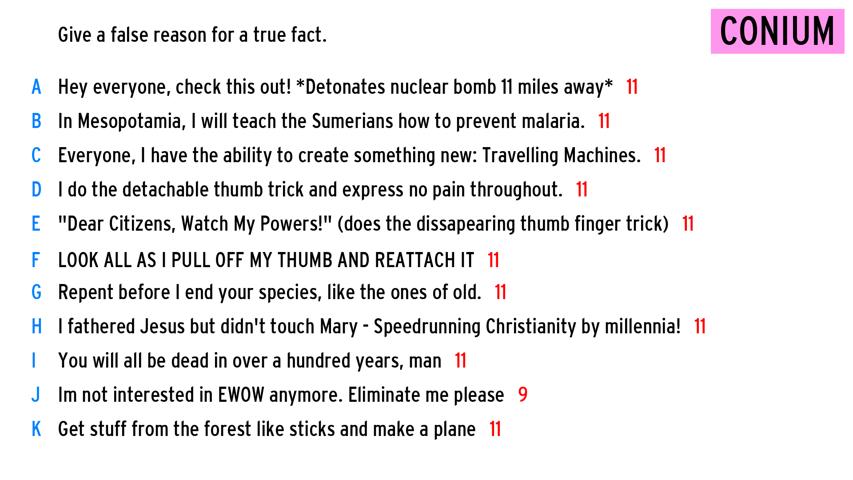 Give a false reason for a true fact.
CONIUM
A Hey everyone, check this out! *Detonates nuclear bomb 11 miles away* 11
B In Mesopotamia, I will teach the Sumerians how to prevent malaria. 11
C Everyone, I have the ability to create something new: Travelling Machines. 11
D I do the detachable thumb trick and express no pain throughout. 11
E "Dear Citizens, Watch My Powers!" (does the dissapearing thumb finger trick) 11
F LOOK ALL AS I PULL OFF MY THUMB AND REATTACH IT 11
G Repent before I end your species, like the ones of old. 11
H I fathered Jesus but didn't touch Mary - Speedrunning Christianity by millennia! 11
I You will all be dead in over a hundred years, man 11
J Im not interested in EWOW anymore. Eliminate me please 9
K Get stuff from the forest like sticks and make a plane 11